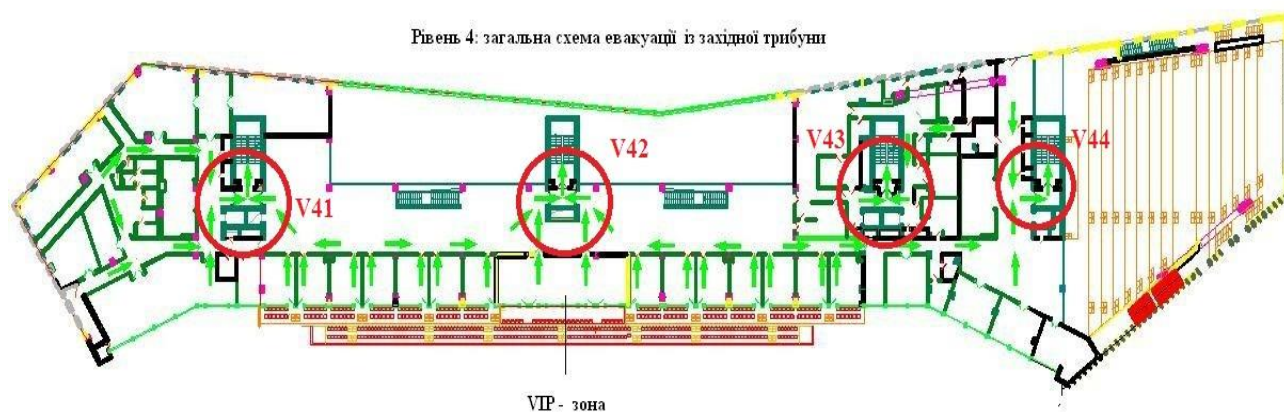 Рівень 4: загальна схема евакуації із західної трибуни
V42
V43
V44
V41
VIP - зона